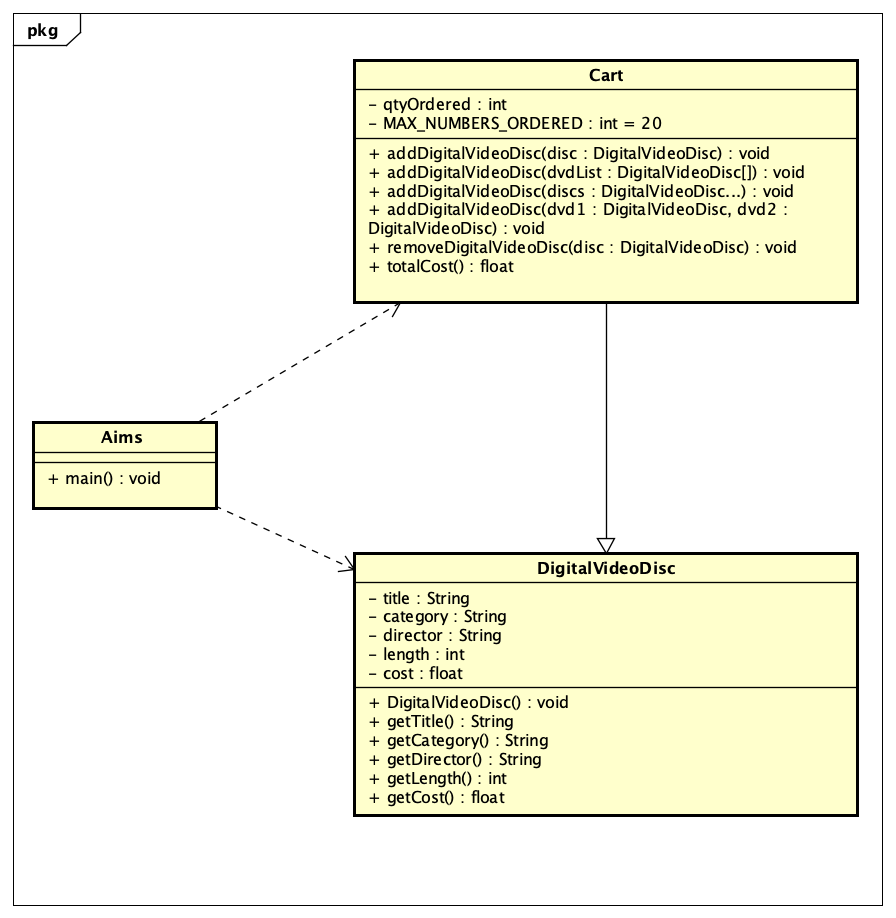 pkg
Cart
- qtyOrdered : int
- MAX_NUMBERS_ORDERED : int = 20
+ addDigitalVideoDisc(disc : DigitalVideoDisc) : void
+ addDigitalVideoDisc(dvdList : DigitalVideoDisc[]) : void
+ addDigitalVideoDisc(discs : DigitalVideoDisc...) : void
+ addDigitalVideoDisc(dvd1 : DigitalVideoDisc, dvd2 :
DigitalVideoDisc) : void
+ removeDigitalVideoDisc(disc : DigitalVideoDisc) : void
+ totalCost() : float
Aims
+ main() : void
DigitalVideoDisc
- title : String
- category : String
- director : String
- length : int
- cost : float
+ DigitalVideoDisc() : void
+ getTitle() : String
+ getCategory() : String
+ getDirector() : String
+ getLength() : int
+ getCost() : float